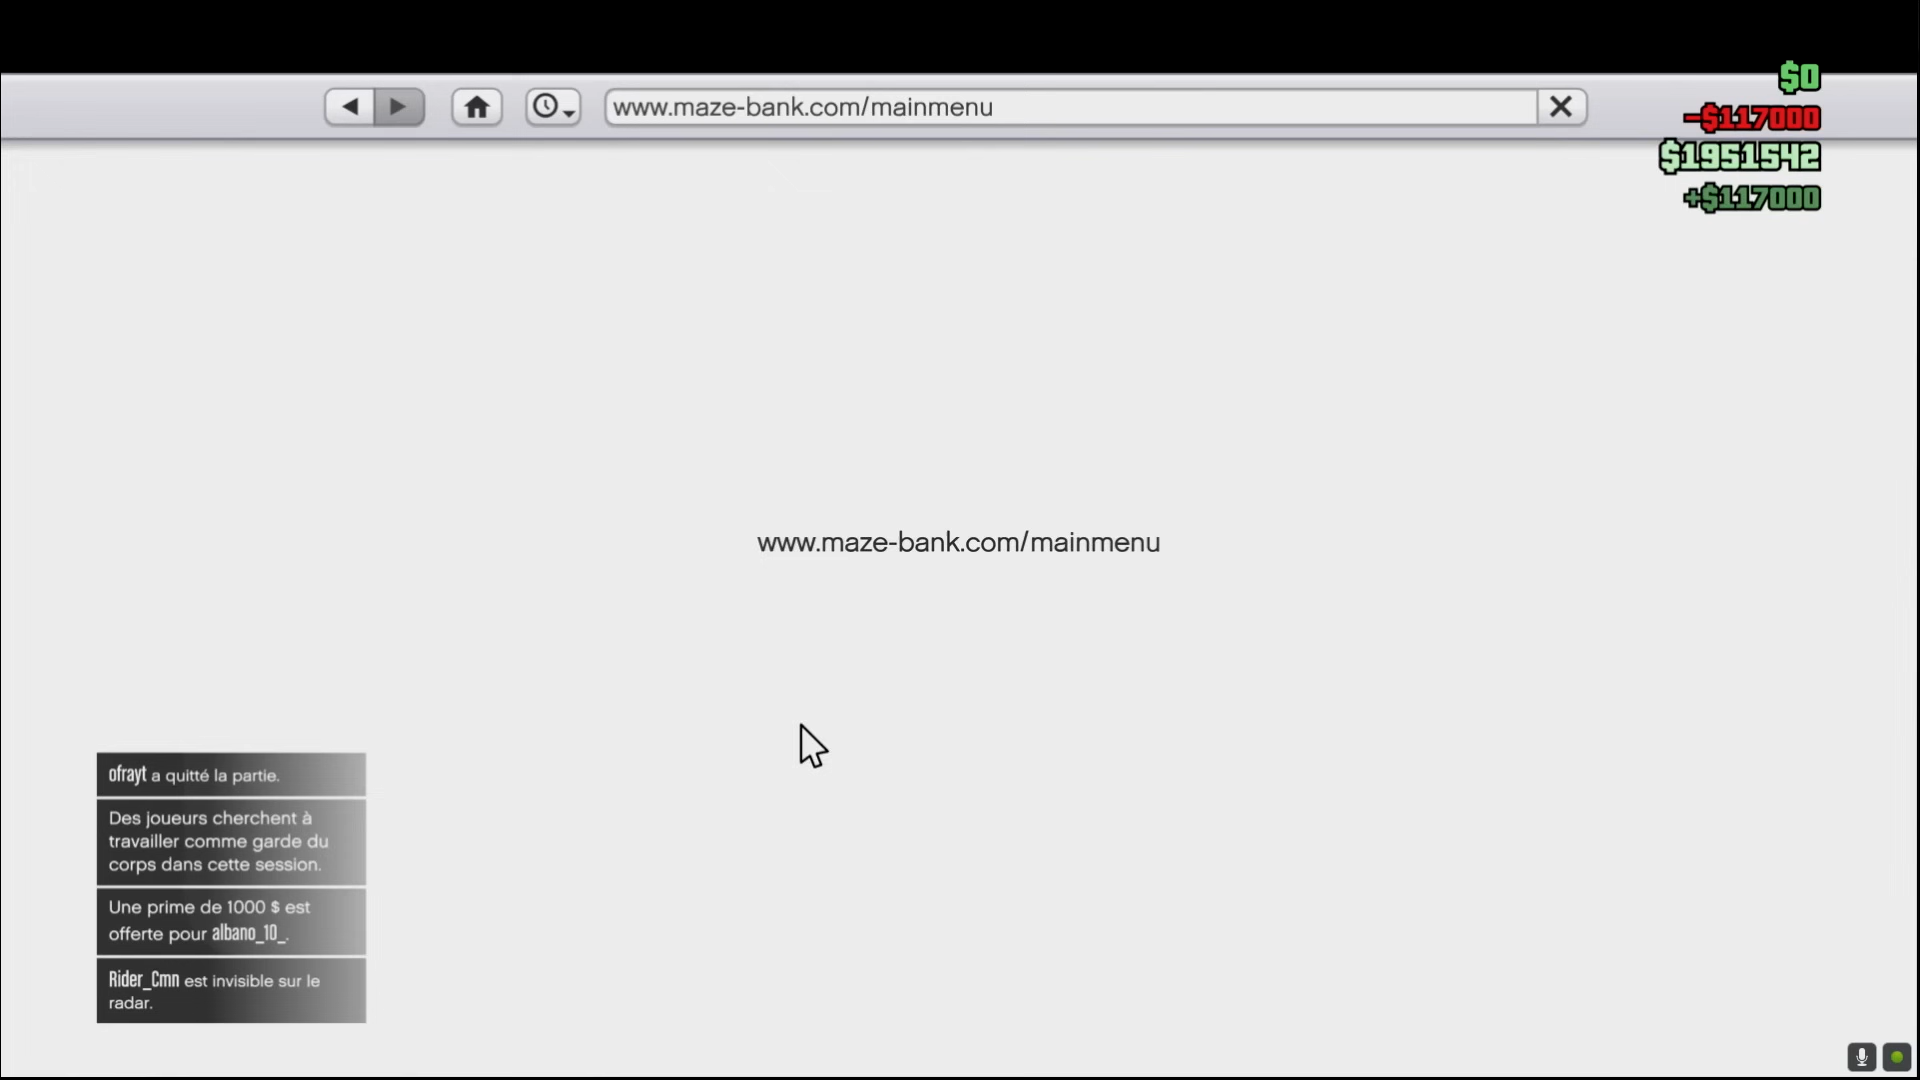 www.maze-bank.com/mainmenu
$0
-$117000
$1951542
+$117000
www.maze-bank.com/mainmenu
ofrayt a quitté la partie.
Des joueurs cherchent à
travailler comme garde du
corps dans cette session.
Une prime de 1000 $ est
offerte pour albano_10_.
Rider_Cmn est invisible sur le
radar.